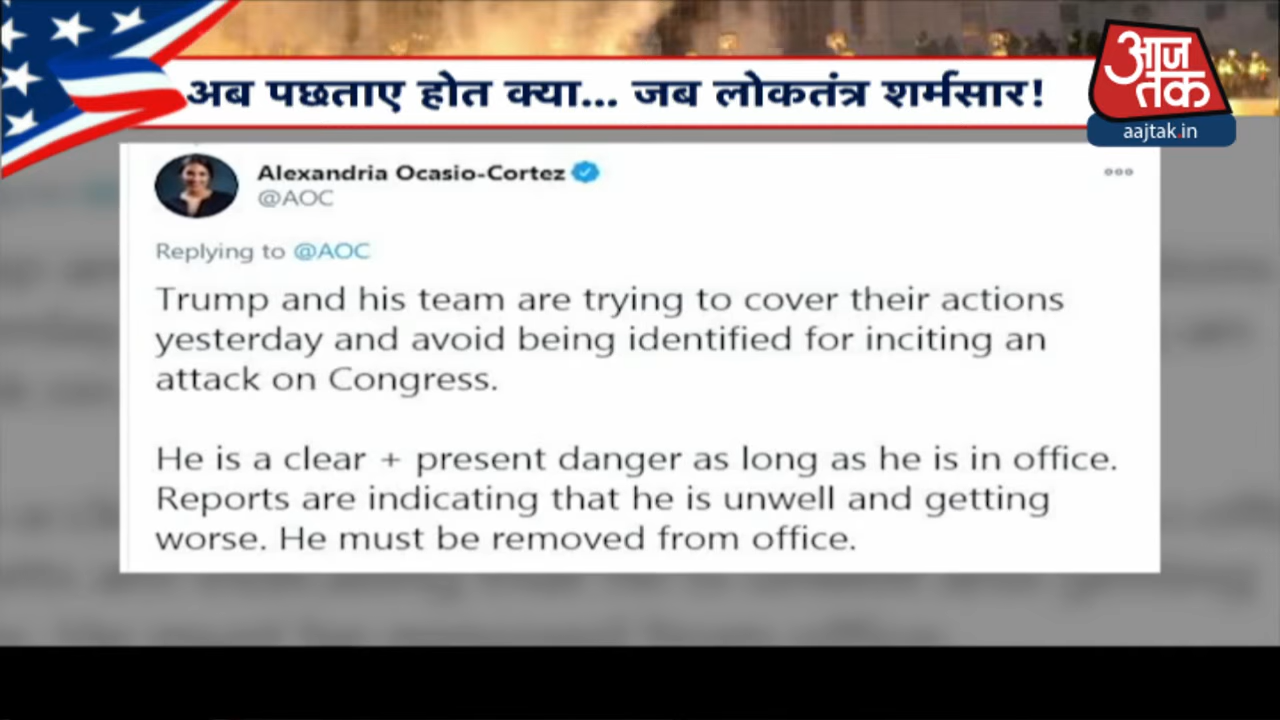 अब पछताए होत क्या... जब लोकतंत्र शर्मसार!
आज
तक
aajtak.in
Alexandria Ocasio-Cortez
@AOC
Replying to @AOC
Trump and his team are trying to cover their actions
yesterday and avoid being identified for inciting an
attack on Congress.
He is a clear + present danger as long as he is in office.
Reports are indicating that he is unwell and getting
worse. He must be removed from office.